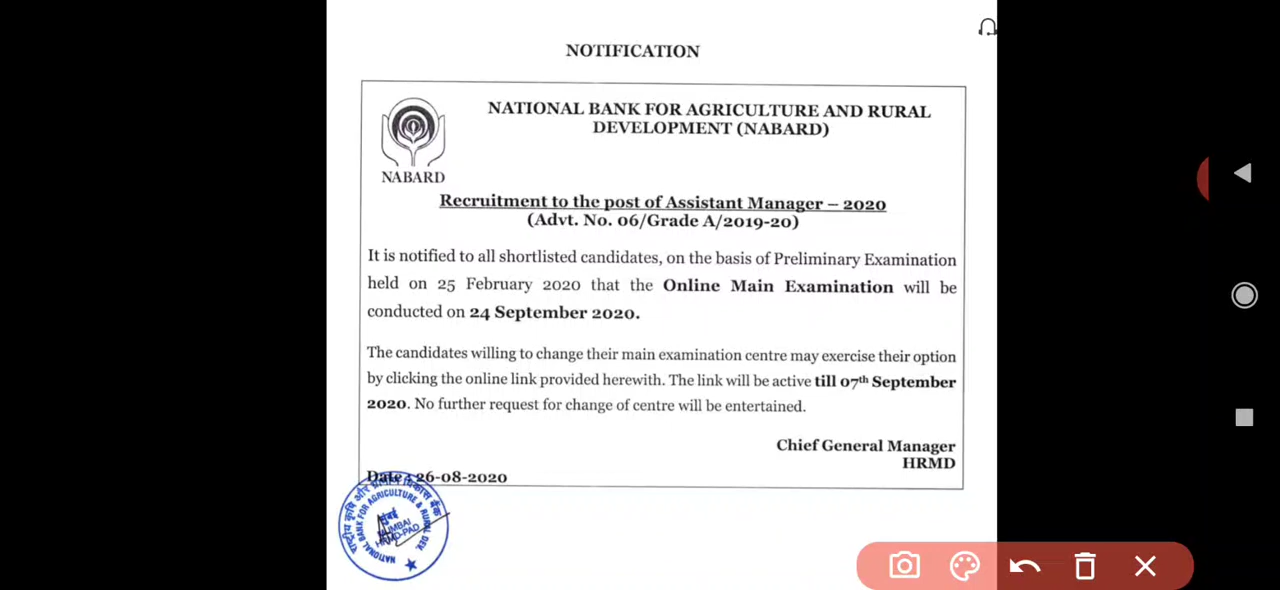 NOTIFICATION
NATIONAL BANK FOR AGRICULTURE AND RURAL
DEVELOPMENT (NABARD)
NABARD
Recruitment to the post of Assistant Manager – 2020
(Advt. No. 06/Grade A/2019-20)
It is notified to all shortlisted candidates, on the basis of Preliminary Examination
held on 25 February 2020 that the Online Main Examination will be
conducted on 24 September 2020.
The candidates willing to change their main examination centre may exercise their option
by clicking the online link provided herewith. The link will be active till 07th September
2020. No further request for change of centre will be entertained.
Chief General Manager
HRMD
Date : 26-08-2020
राष्ट्रीय कृषि और ग्रामीण विकास बैंक
NATIONAL BANK FOR AGRICULTURE & RURAL DEV.
मुंबई
MUMBAI
HRMD-PAD